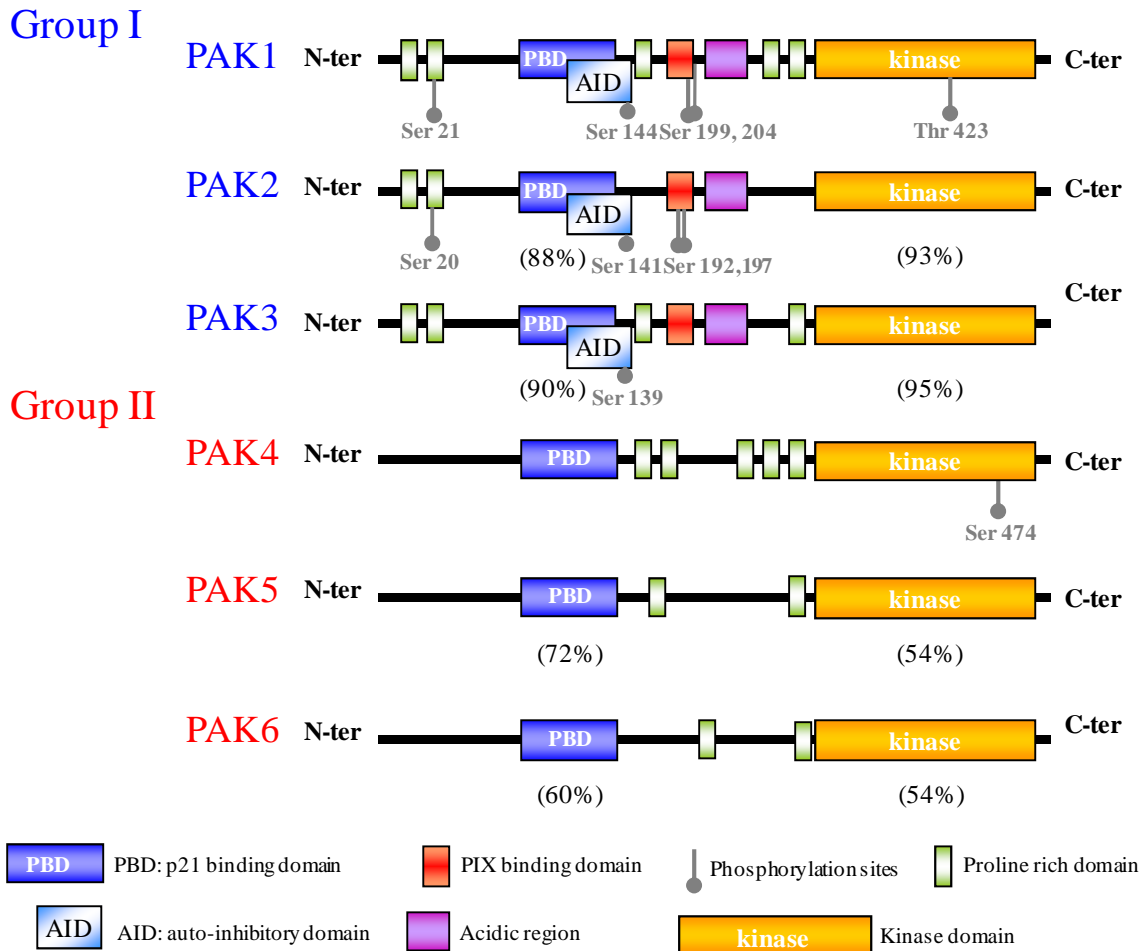 Group I
PAK1 N-ter PBD AID kinase C-ter
Ser 21 Ser 144 Ser 199, 204 Thr 423
PAK2 N-ter PBD AID kinase C-ter
Ser 20 (88%) Ser 141 Ser 192,197 (93%)
PAK3 N-ter PBD AID kinase C-ter
(90%) Ser 139 (95%)
Group II
PAK4 N-ter PBD kinase C-ter
Ser 474
PAK5 N-ter PBD kinase C-ter
(72%) (54%)
PAK6 N-ter PBD kinase C-ter
(60%) (54%)
PBD PBD: p21 binding domain PIX binding domain Phosphorylation sites Proline rich domain
AID AID: auto-inhibitory domain Acidic region kinase Kinase domain